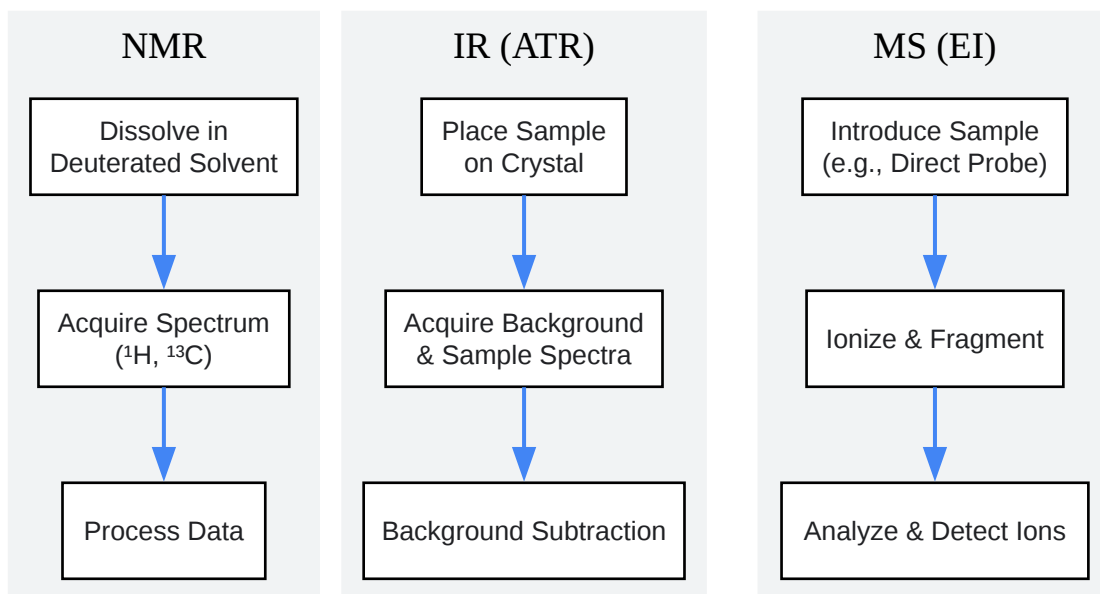 NMR
Dissolve in
Deuterated Solvent
Acquire Spectrum
(¹H, ¹³C)
Process Data
IR (ATR)
Place Sample
on Crystal
Acquire Background
& Sample Spectra
Background Subtraction
MS (EI)
Introduce Sample
(e.g., Direct Probe)
Ionize & Fragment
Analyze & Detect Ions